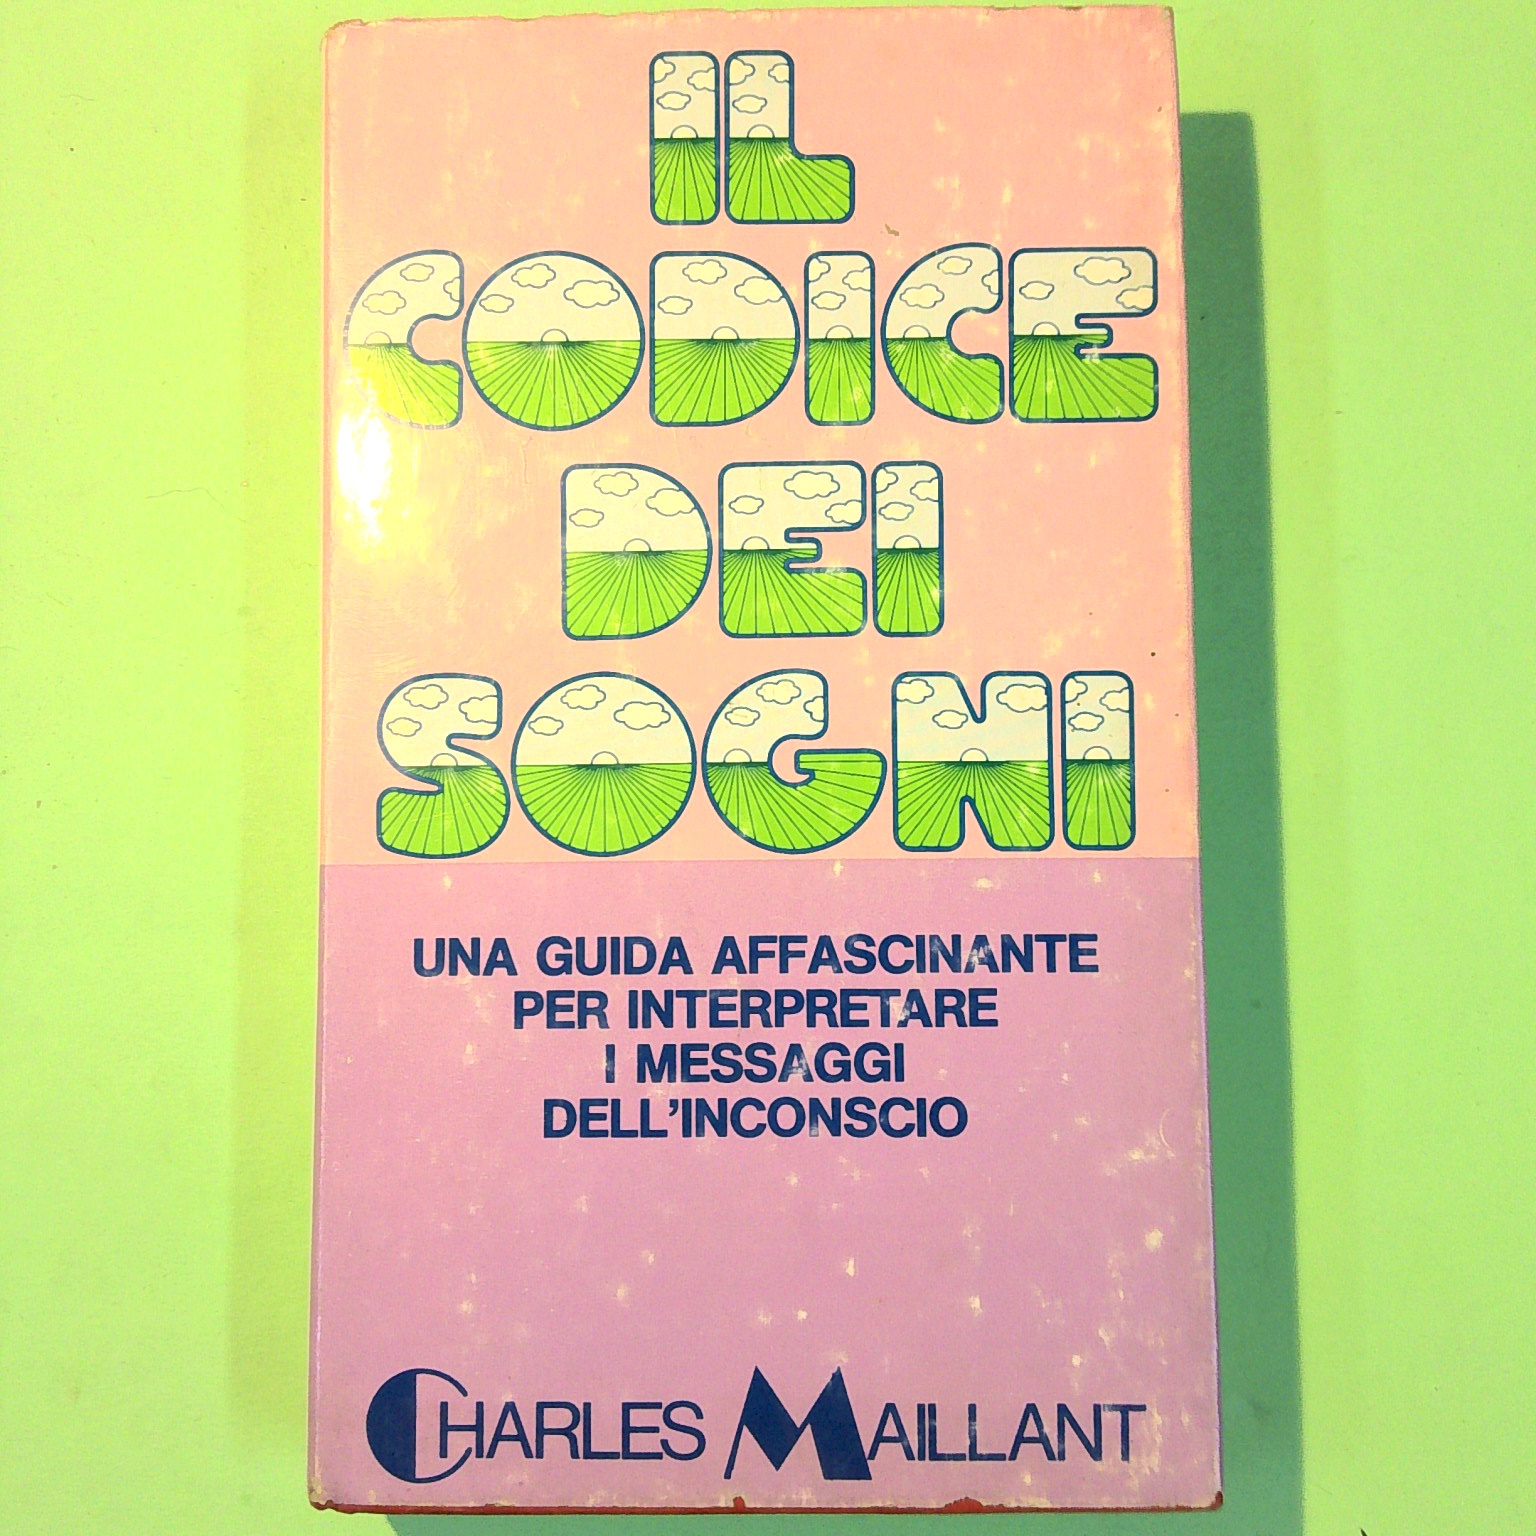 IL
CODICE
DEI
SOGNI
UNA GUIDA AFFASCINANTE
PER INTERPRETARE
I MESSAGGI
DELL'INCONSCIO
CHARLES MAILLANT